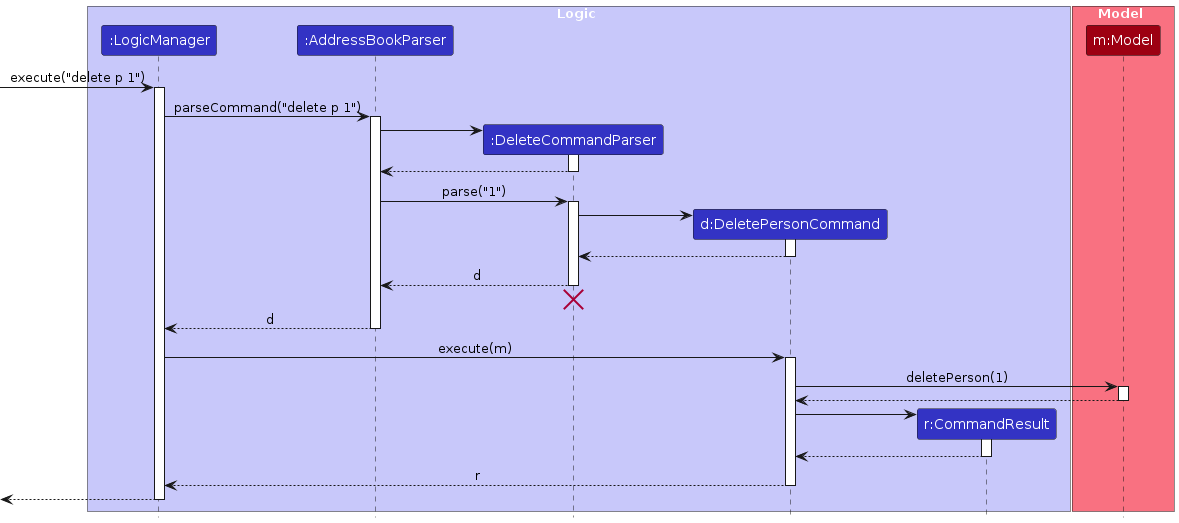 Logic
Model
:LogicManager
:AddressBookParser
m:Model
execute("delete p 1")
parseCommand("delete p 1")
:DeleteCommandParser
parse("1")
d:DeletePersonCommand
d
d
execute(m)
deletePerson(1)
r:CommandResult
r